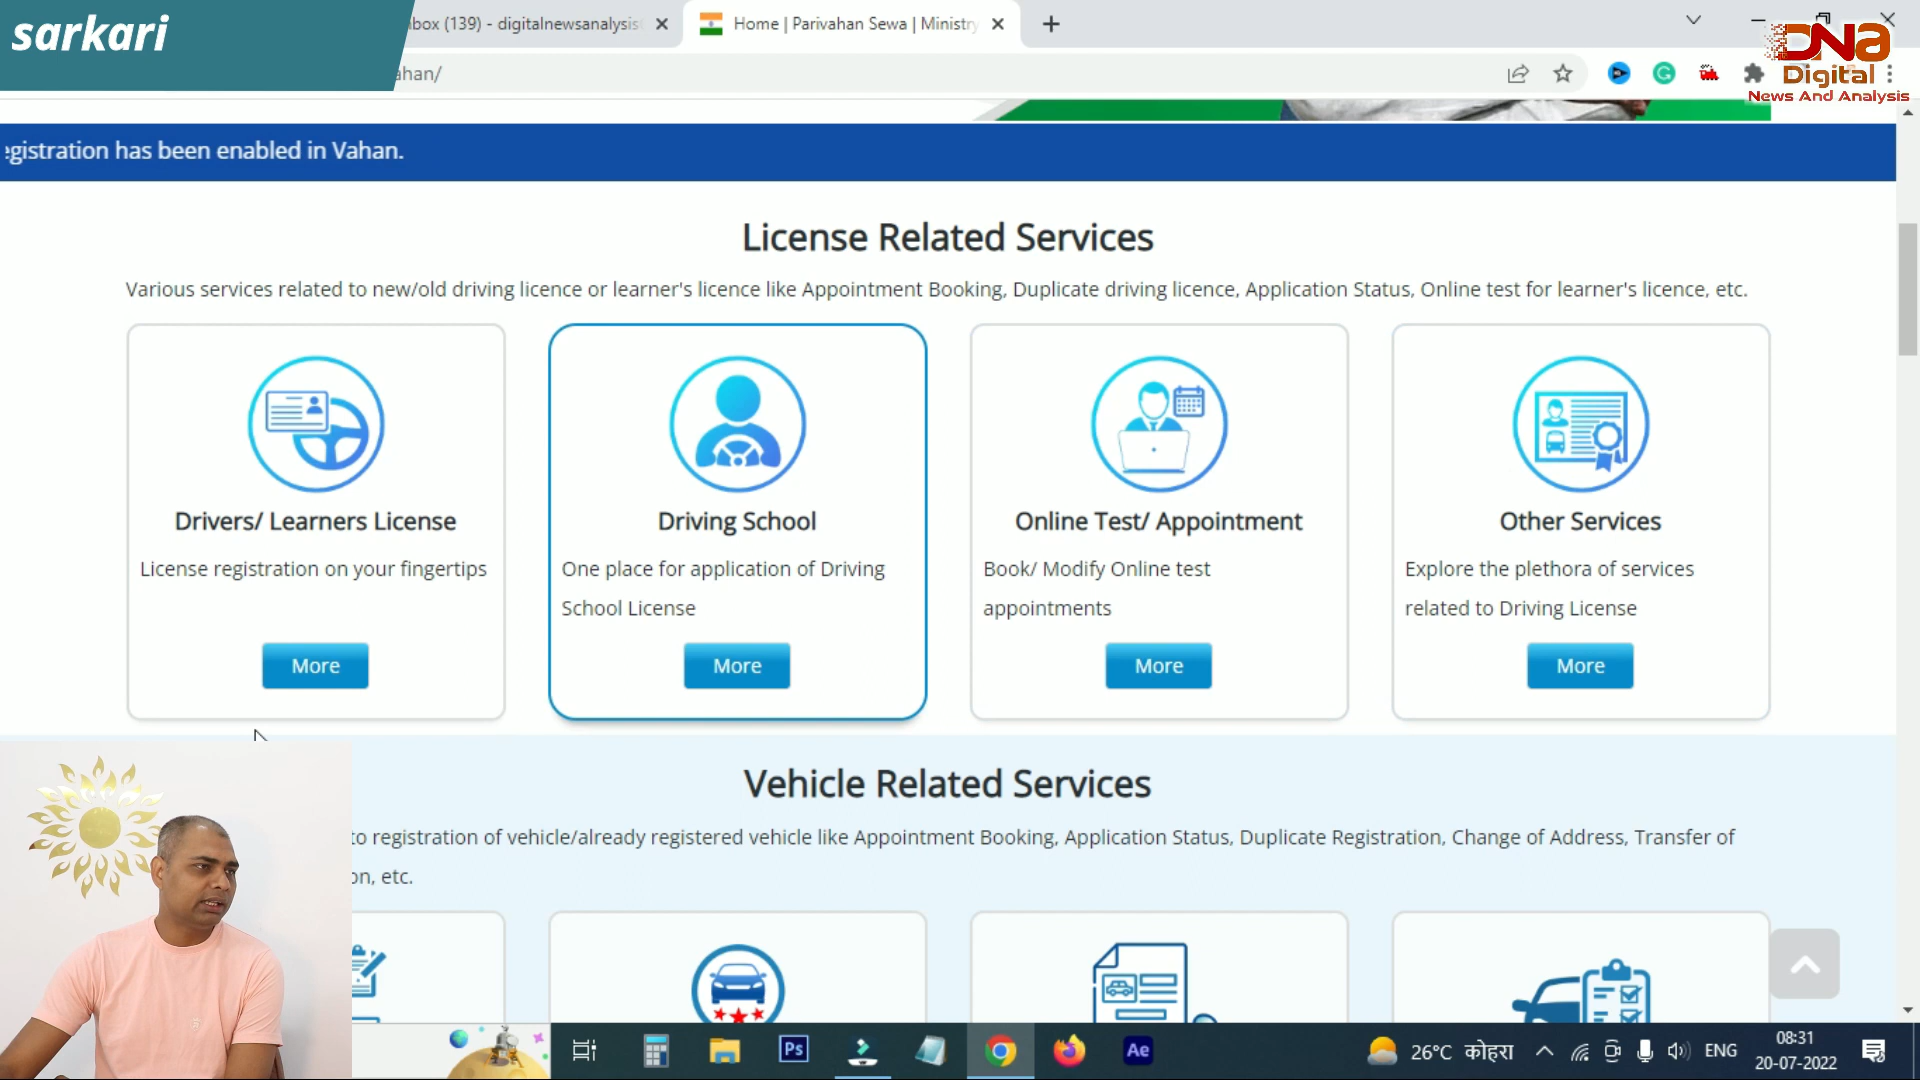 sarkari
box (139) - digitalnewsanalysis
Home | Parivahan Sewa | Ministry
ahan/
DNA
Digital
News And Analysis
egistration has been enabled in Vahan.
License Related Services
Various services related to new/old driving licence or learner's licence like Appointment Booking, Duplicate driving licence, Application Status, Online test for learner's licence, etc.
Drivers/ Learners License
License registration on your fingertips
More
Driving School
One place for application of Driving
School License
More
Online Test/ Appointment
Book/ Modify Online test
appointments
More
Other Services
Explore the plethora of services
related to Driving License
More
Vehicle Related Services
to registration of vehicle/already registered vehicle like Appointment Booking, Application Status, Duplicate Registration, Change of Address, Transfer of
on, etc.
Ps
Ae
26°C कोहरा
ENG
08:31
20-07-2022